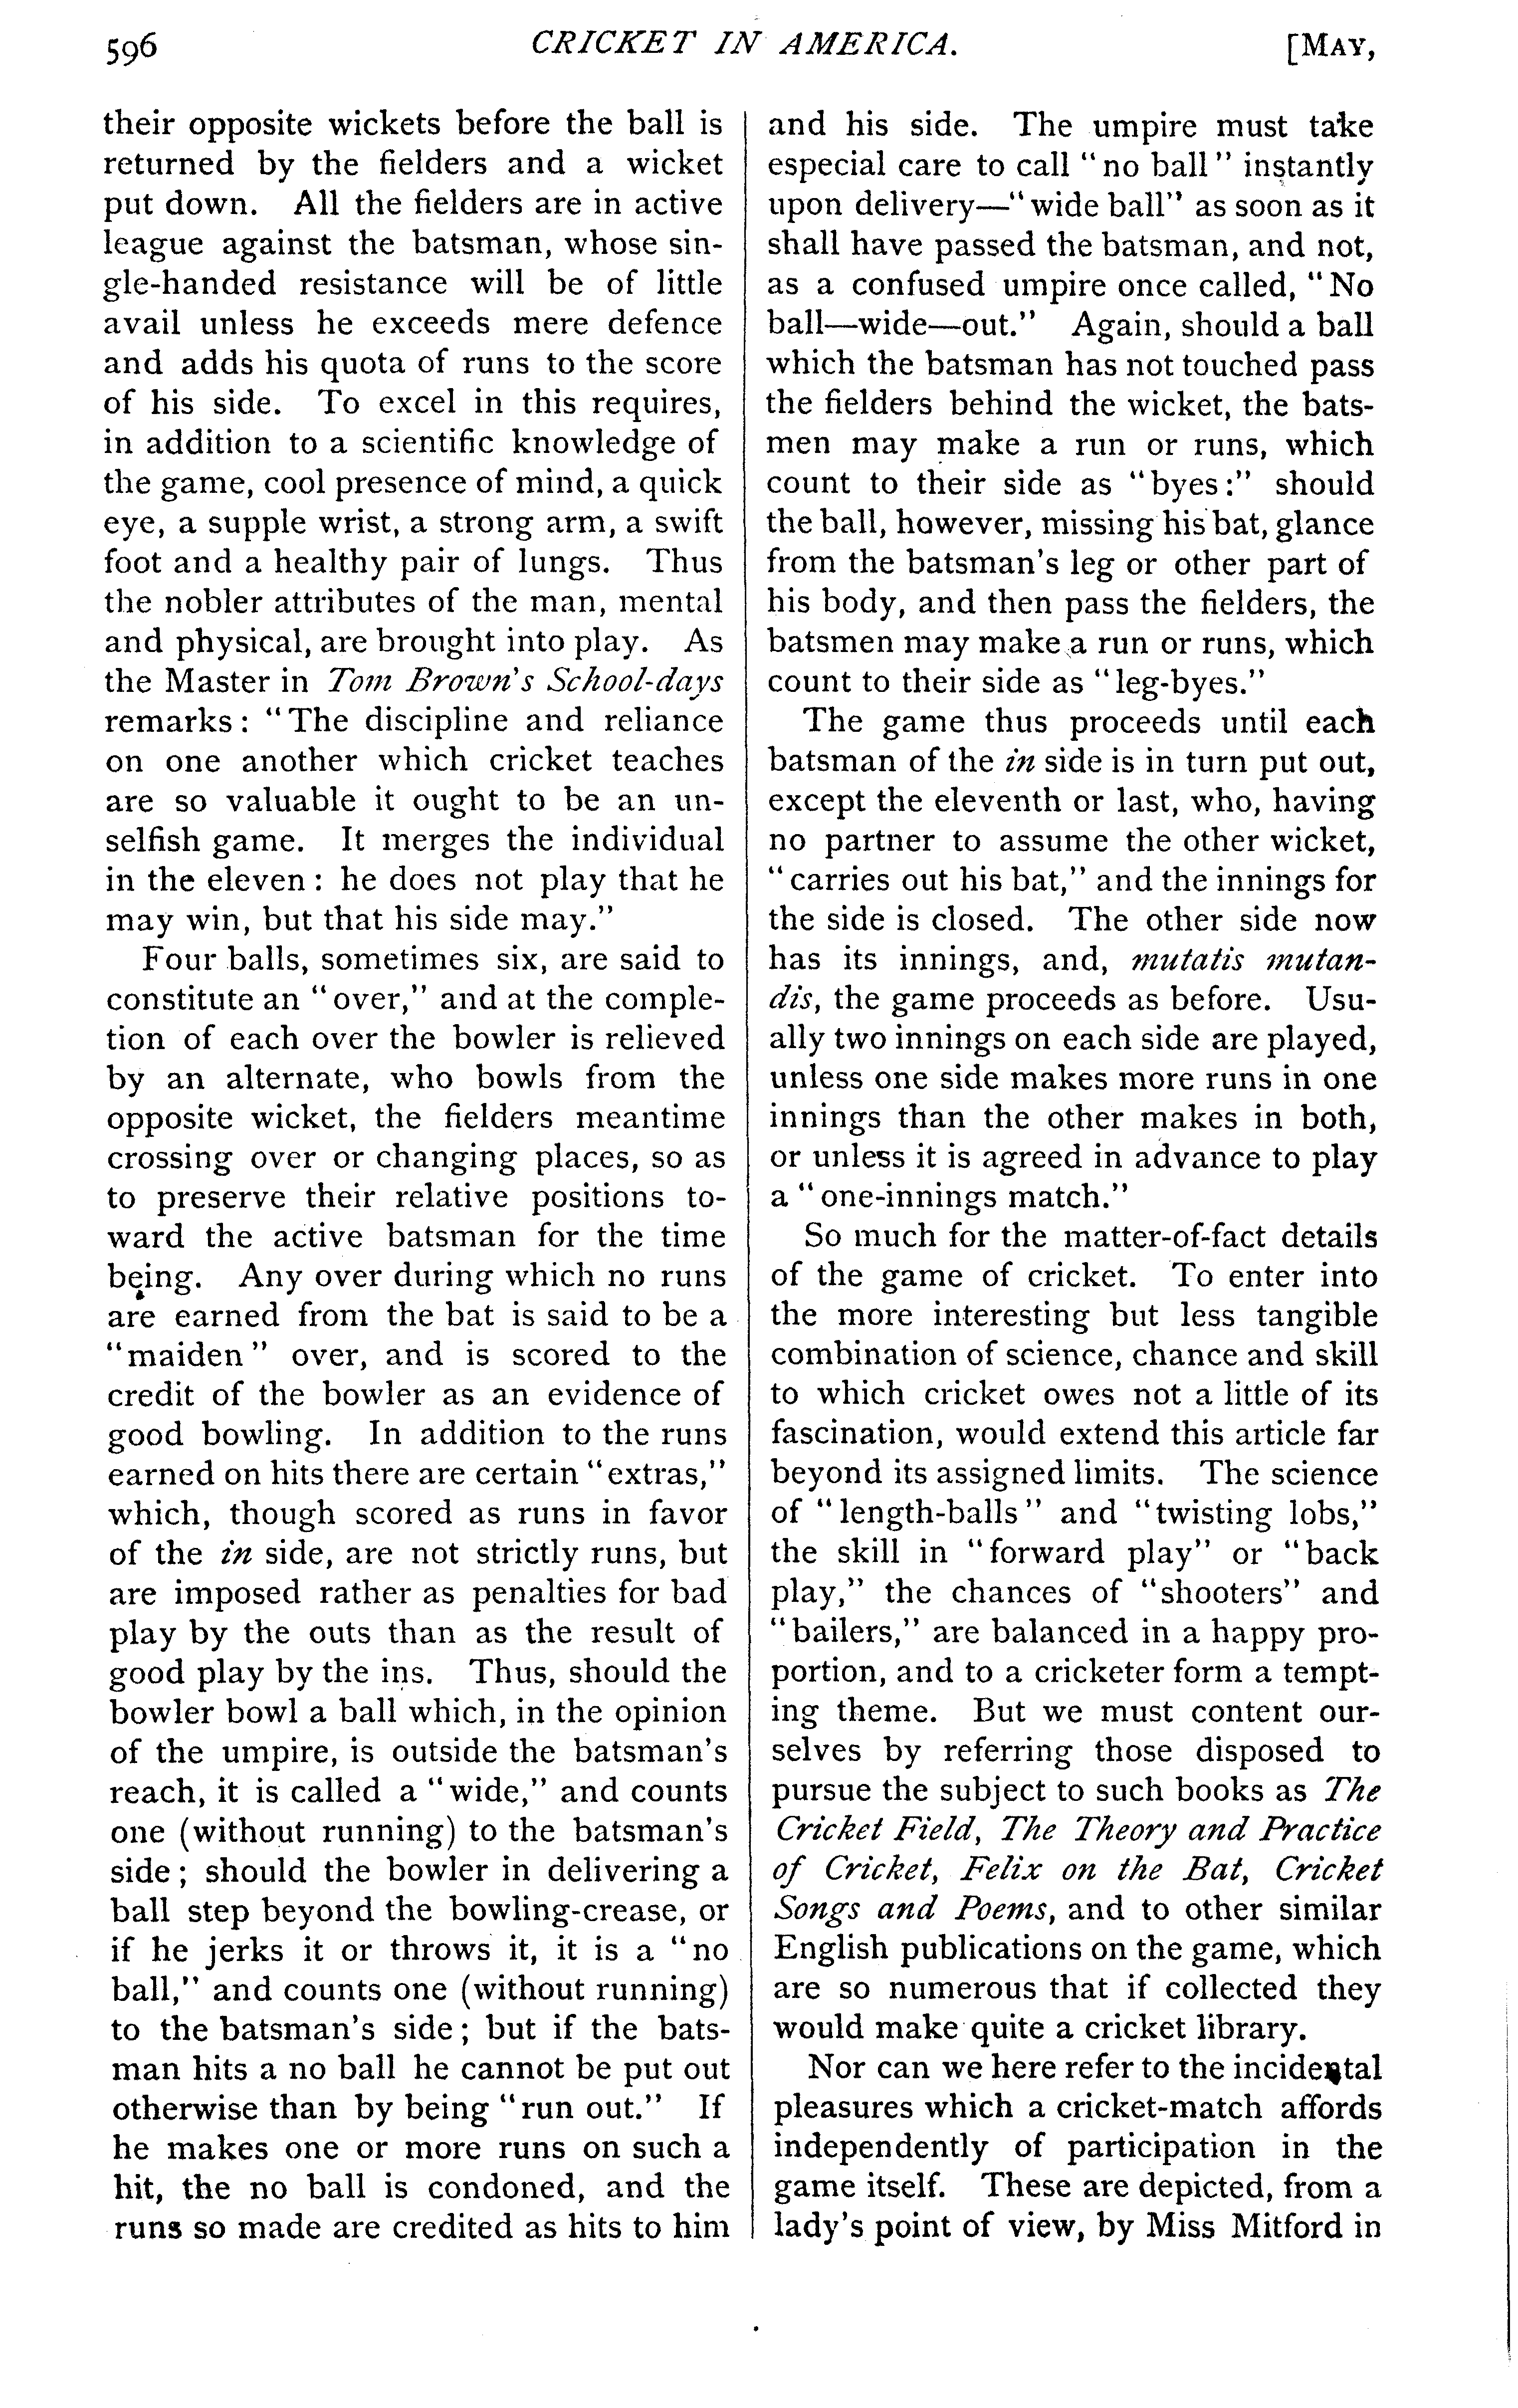 596
CRICKET IN AMERICA.
[MAY,
their opposite wickets before the ball is
returned by the fielders and a wicket
put down. All the fielders are in active
league against the batsman, whose sin-
gle-handed resistance will be of little
avail unless he exceeds mere defence
and adds his quota of runs to the score
of his side. To excel in this requires,
in addition to a scientific knowledge of
the game, cool presence of mind, a quick
eye, a supple wrist, a strong arm, a swift
foot and a healthy pair of lungs. Thus
the nobler attributes of the man, mental
and physical, are brought into play. As
the Master in Tom Brown's School-days
remarks: "The discipline and reliance
on one another which cricket teaches
are so valuable it ought to be an un-
selfish game. It merges the individual
in the eleven: he does not play that he
may win, but that his side may."
Four balls, sometimes six, are said to
constitute an "over," and at the comple-
tion of each over the bowler is relieved
by an alternate, who bowls from the
opposite wicket, the fielders meantime
crossing over or changing places, so as
to preserve their relative positions to-
ward the active batsman for the time
being. Any over during which no runs
are earned from the bat is said to be a
"maiden" over, and is scored to the
credit of the bowler as an evidence of
good bowling. In addition to the runs
earned on hits there are certain "extras,"
which, though scored as runs in favor
of the in side, are not strictly runs, but
are imposed rather as penalties for bad
play by the outs than as the result of
good play by the ins. Thus, should the
bowler bowl a ball which, in the opinion
of the umpire, is outside the batsman's
reach, it is called a "wide," and counts
one (without running) to the batsman's
side; should the bowler in delivering a
ball step beyond the bowling-crease, or
if he jerks it or throws it, it is a "no
ball," and counts one (without running)
to the batsman's side; but if the bats-
man hits a no ball he cannot be put out
otherwise than by being "run out." If
he makes one or more runs on such a
hit, the no ball is condoned, and the
runs so made are credited as hits to him
and his side. The umpire must take
especial care to call "no ball" instantly
upon delivery—"wide ball" as soon as it
shall have passed the batsman, and not,
as a confused umpire once called, "No
ball—wide—out." Again, should a ball
which the batsman has not touched pass
the fielders behind the wicket, the bats-
men may make a run or runs, which
count to their side as "byes:" should
the ball, however, missing his bat, glance
from the batsman's leg or other part of
his body, and then pass the fielders, the
batsmen may make a run or runs, which
count to their side as "leg-byes."
The game thus proceeds until each
batsman of the in side is in turn put out,
except the eleventh or last, who, having
no partner to assume the other wicket,
"carries out his bat," and the innings for
the side is closed. The other side now
has its innings, and, mutatis mutan-
dis, the game proceeds as before. Usu-
ally two innings on each side are played,
unless one side makes more runs in one
innings than the other makes in both,
or unless it is agreed in advance to play
a "one-innings match."
So much for the matter-of-fact details
of the game of cricket. To enter into
the more interesting but less tangible
combination of science, chance and skill
to which cricket owes not a little of its
fascination, would extend this article far
beyond its assigned limits. The science
of "length-balls" and "twisting lobs,"
the skill in "forward play" or "back
play," the chances of "shooters" and
"bailers," are balanced in a happy pro-
portion, and to a cricketer form a tempt-
ing theme. But we must content our-
selves by referring those disposed to
pursue the subject to such books as The
Cricket Field, The Theory and Practice
of Cricket, Felix on the Bat, Cricket
Songs and Poems, and to other similar
English publications on the game, which
are so numerous that if collected they
would make quite a cricket library.
Nor can we here refer to the incidental
pleasures which a cricket-match affords
independently of participation in the
game itself. These are depicted, from a
lady's point of view, by Miss Mitford in